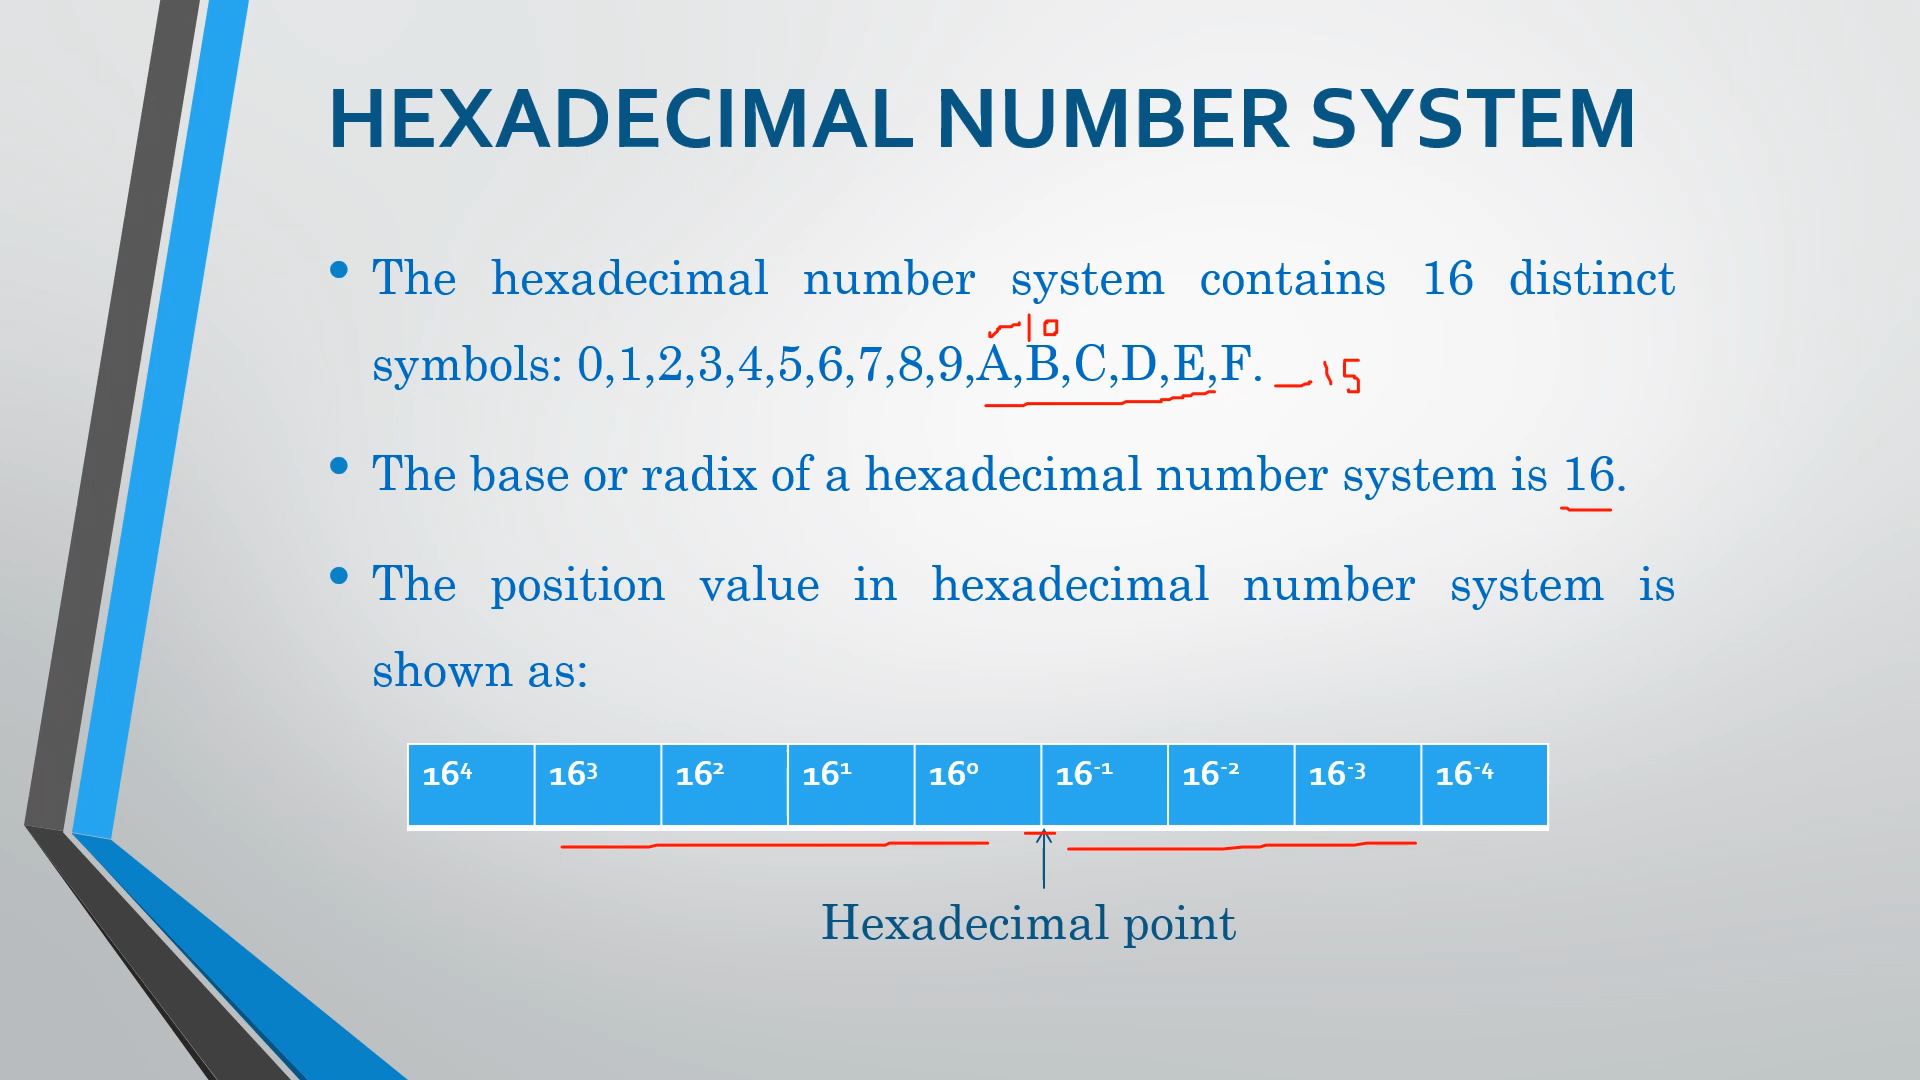 HEXADECIMAL NUMBER SYSTEM
• The hexadecimal number system contains 16 distinct
10
symbols: 0,1,2,3,4,5,6,7,8,9,A,B,C,D,E,F. 15
• The base or radix of a hexadecimal number system is 16.
• The position value in hexadecimal number system is
shown as:
16⁴ 16³ 16² 16¹ 16⁰ 16⁻¹ 16⁻² 16⁻³ 16⁻⁴
Hexadecimal point